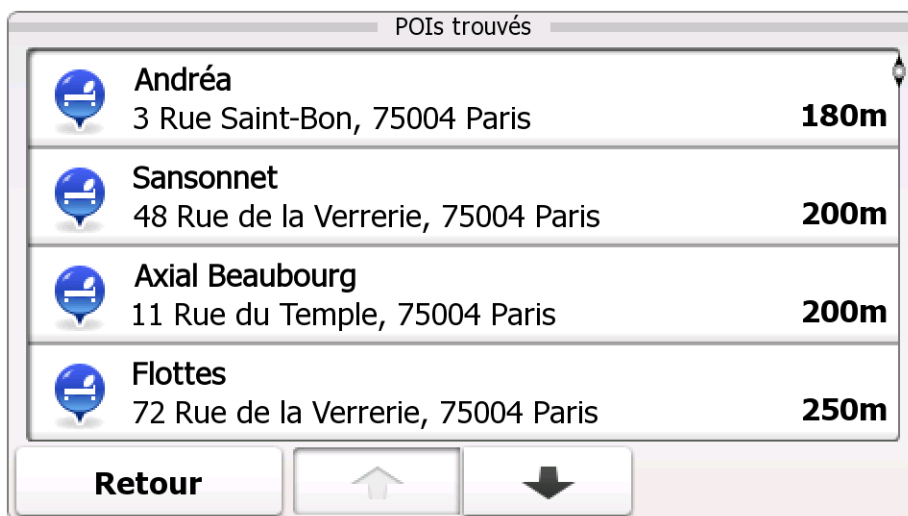 POIs trouvés
Andréa
3 Rue Saint-Bon, 75004 Paris
180m
Sansonnet
48 Rue de la Verrerie, 75004 Paris
200m
Axial Beaubourg
11 Rue du Temple, 75004 Paris
200m
Flottes
72 Rue de la Verrerie, 75004 Paris
250m
Retour